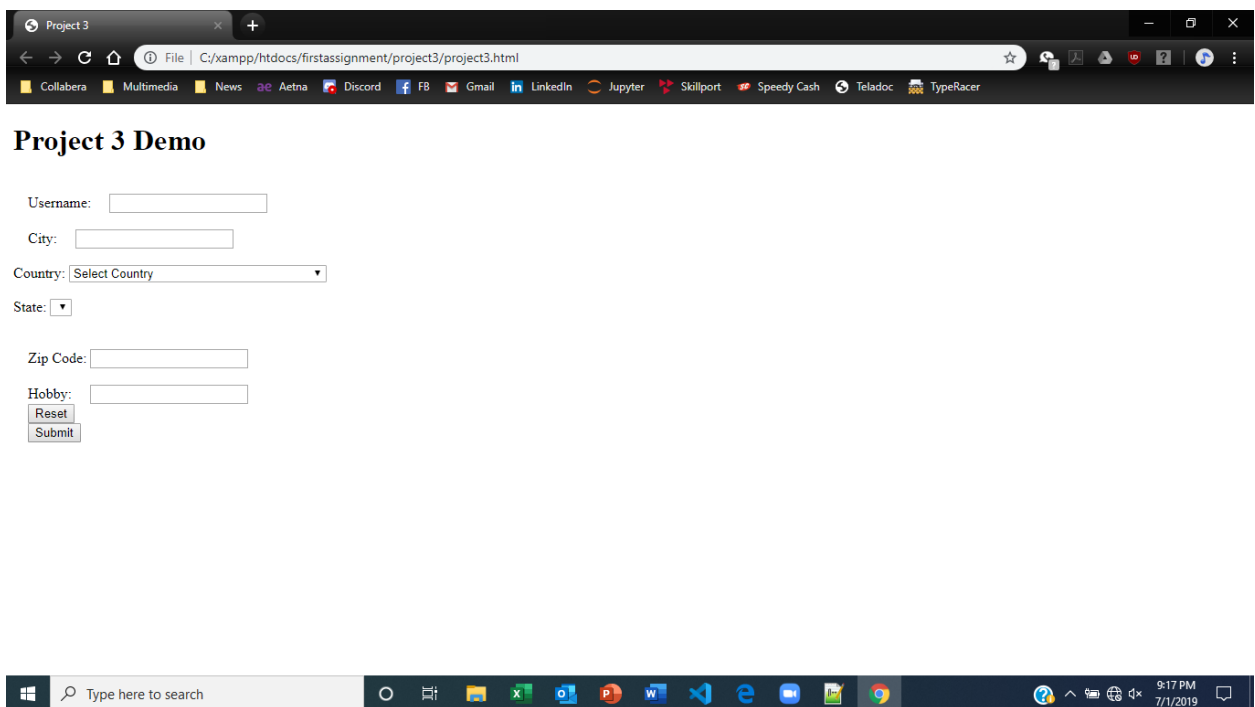 Project 3
File C:/xampp/htdocs/firstassignment/project3/project3.html
Collabera Multimedia News ae Aetna Discord FB Gmail in LinkedIn Jupyter Skillport Speedy Cash Teladoc TypeRacer
Project 3 Demo
Username:
City:
Country: Select Country
State:
Zip Code:
Hobby:
Reset
Submit
Type here to search
9:17 PM
7/1/2019